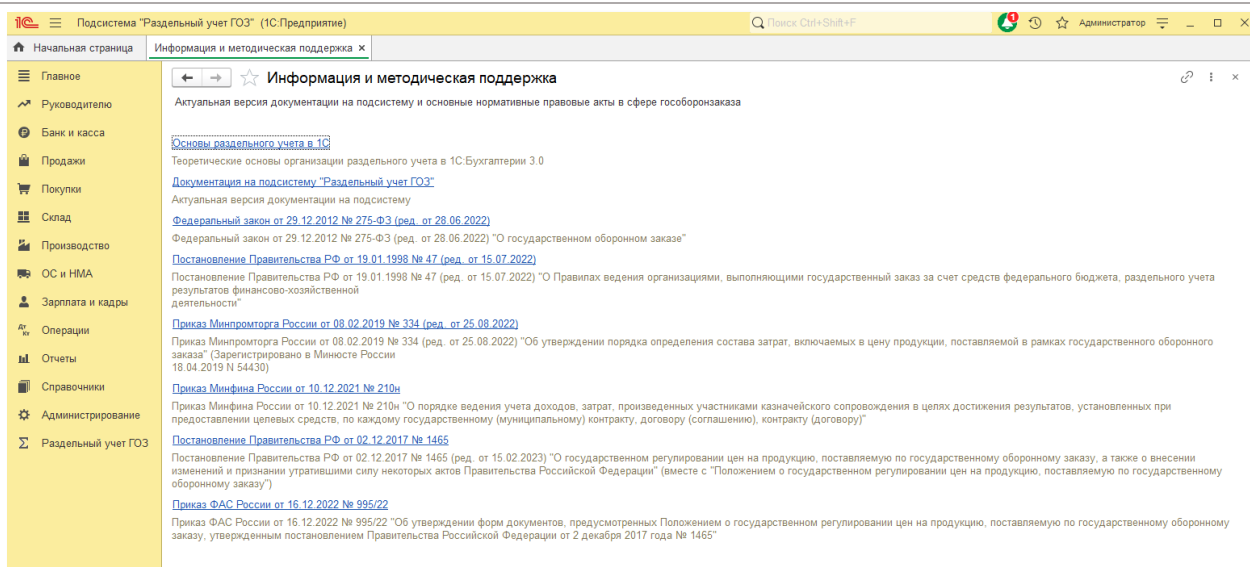 1С Подсистема "Раздельный учет ГОЗ" (1С:Предприятие) Поиск Ctrl+Shift+F 1 Администратор
Начальная страница Информация и методическая поддержка ×
Главное
Руководителю
Банк и касса
Продажи
Покупки
Склад
Производство
ОС и НМА
Зарплата и кадры
Дт Кт Операции
Отчеты
Справочники
Администрирование
Раздельный учет ГОЗ
Информация и методическая поддержка
Актуальная версия документации на подсистему и основные нормативные правовые акты в сфере гособоронзаказа
Основы раздельного учета в 1С
Теоретические основы организации раздельного учета в 1С:Бухгалтерии 3.0
Документация на подсистему "Раздельный учет ГОЗ"
Актуальная версия документации на подсистему
Федеральный закон от 29.12.2012 № 275-ФЗ (ред. от 28.06.2022)
Федеральный закон от 29.12.2012 № 275-ФЗ (ред. от 28.06.2022) "О государственном оборонном заказе"
Постановление Правительства РФ от 19.01.1998 № 47 (ред. от 15.07.2022)
Постановление Правительства РФ от 19.01.1998 № 47 (ред. от 15.07.2022) "О Правилах ведения организациями, выполняющими государственный заказ за счет средств федерального бюджета, раздельного учета
результатов финансово-хозяйственной
деятельности"
Приказ Минпромторга России от 08.02.2019 № 334 (ред. от 25.08.2022)
Приказ Минпромторга России от 08.02.2019 № 334 (ред. от 25.08.2022) "Об утверждении порядка определения состава затрат, включаемых в цену продукции, поставляемой в рамках государственного оборонного
заказа" (Зарегистрировано в Минюсте России
18.04.2019 N 54430)
Приказ Минфина России от 10.12.2021 № 210н
Приказ Минфина России от 10.12.2021 № 210н "О порядке ведения учета доходов, затрат, произведенных участниками казначейского сопровождения в целях достижения результатов, установленных при
предоставлении целевых средств, по каждому государственному (муниципальному) контракту, договору (соглашению), контракту (договору)"
Постановление Правительства РФ от 02.12.2017 № 1465
Постановление Правительства РФ от 02.12.2017 № 1465 (ред. от 15.02.2023) "О государственном регулировании цен на продукцию, поставляемую по государственному оборонному заказу, а также о внесении
изменений и признании утратившими силу некоторых актов Правительства Российской Федерации" (вместе с "Положением о государственном регулировании цен на продукцию, поставляемую по государственному
оборонному заказу")
Приказ ФАС России от 16.12.2022 № 995/22
Приказ ФАС России от 16.12.2022 № 995/22 "Об утверждении форм документов, предусмотренных Положением о государственном регулировании цен на продукцию, поставляемую по государственному оборонному
заказу, утвержденным постановлением Правительства Российской Федерации от 2 декабря 2017 года № 1465"